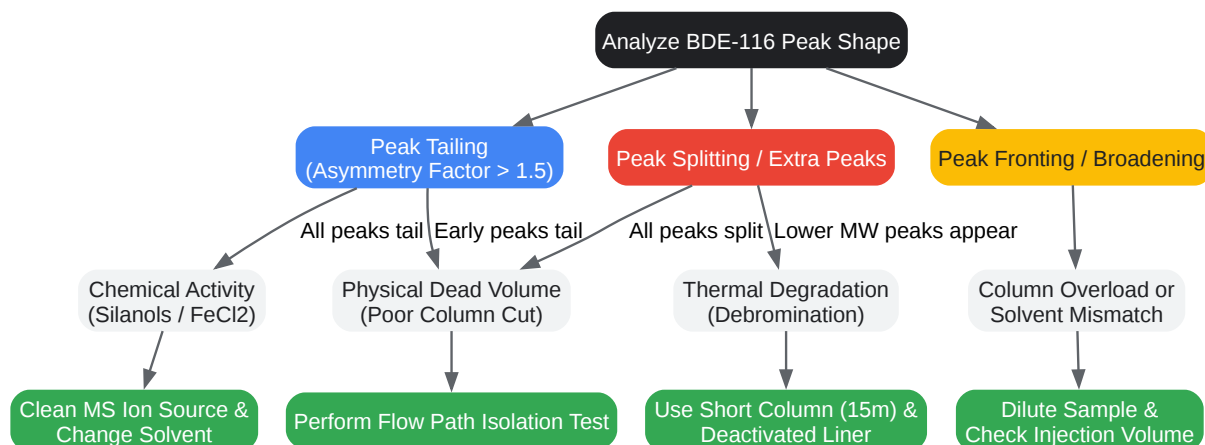 Analyze BDE-116 Peak Shape
Peak Tailing
(Asymmetry Factor > 1.5)
Peak Splitting / Extra Peaks
Peak Fronting / Broadening
All peaks tail
Early peaks tail
All peaks split
Lower MW peaks appear
Chemical Activity
(Silanols / FeCl2)
Physical Dead Volume
(Poor Column Cut)
Thermal Degradation
(Debromination)
Column Overload or
Solvent Mismatch
Clean MS Ion Source &
Change Solvent
Perform Flow Path Isolation Test
Use Short Column (15m) &
Deactivated Liner
Dilute Sample &
Check Injection Volume